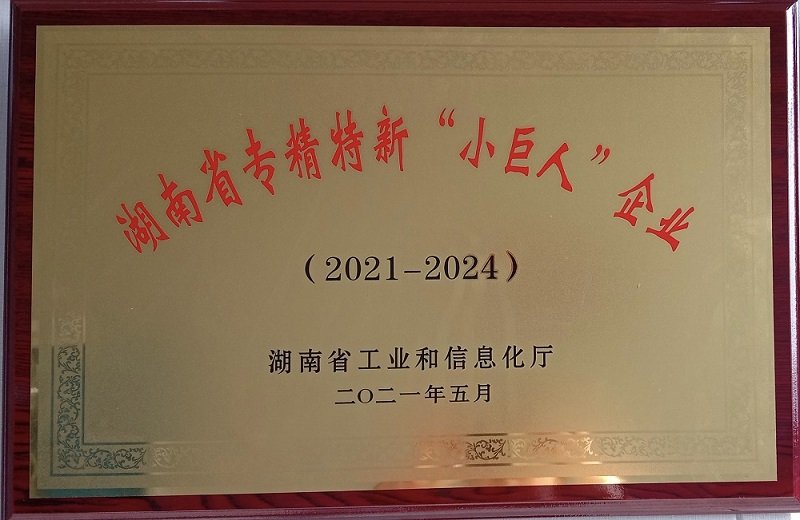 湖南省专精特新“小巨人”企业
（2021-2024）
湖南省工业和信息化厅
二〇二一年五月